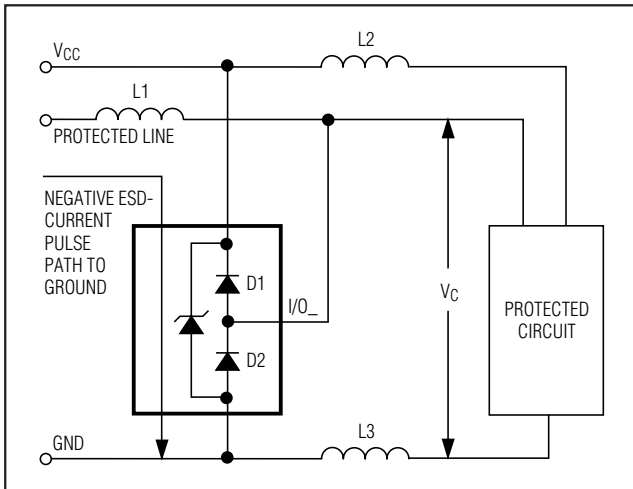 VCC
L2
L1
PROTECTED LINE
NEGATIVE ESD-
CURRENT
PULSE
PATH TO
GROUND
D1
I/O_
D2
VC
PROTECTED
CIRCUIT
GND
L3